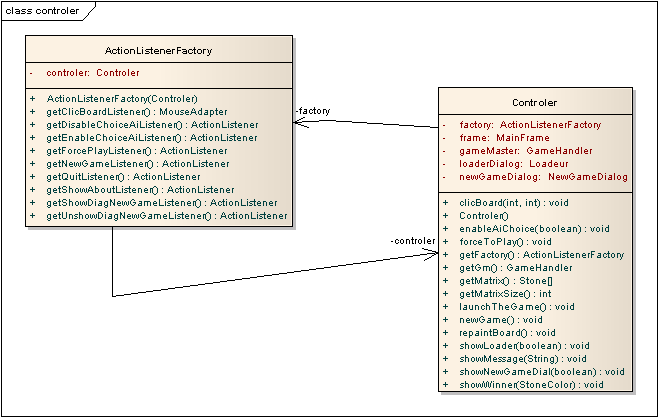 class controler
ActionListenerFactory
- controler: Controler
+ ActionListenerFactory(Controler)
+ getClicBoardListener() : MouseAdapter
+ getDisableChoiceAiListener() : ActionListener
+ getEnableChoiceAiListener() : ActionListener
+ getForcePlayListener() : ActionListener
+ getNewGameListener() : ActionListener
+ getQuitListener() : ActionListener
+ getShowAboutListener() : ActionListener
+ getShowDiagNewGameListener() : ActionListener
+ getUnshowDiagNewGameListener() : ActionListener
-factory
-controler
Controler
- factory: ActionListenerFactory
- frame: MainFrame
- gameMaster: GameHandler
- loaderDialog: Loadeur
- newGameDialog: NewGameDialog
+ clicBoard(int, int) : void
+ Controler()
+ enableAiChoice(boolean) : void
+ forceToPlay() : void
+ getFactory() : ActionListenerFactory
+ getGm() : GameHandler
+ getMatrix() : Stone[]
+ getMatrixSize() : int
+ launchTheGame() : void
+ newGame() : void
+ repaintBoard() : void
+ showLoader(boolean) : void
+ showMessage(String) : void
+ showNewGameDial(boolean) : void
+ showWinner(StoneColor) : void